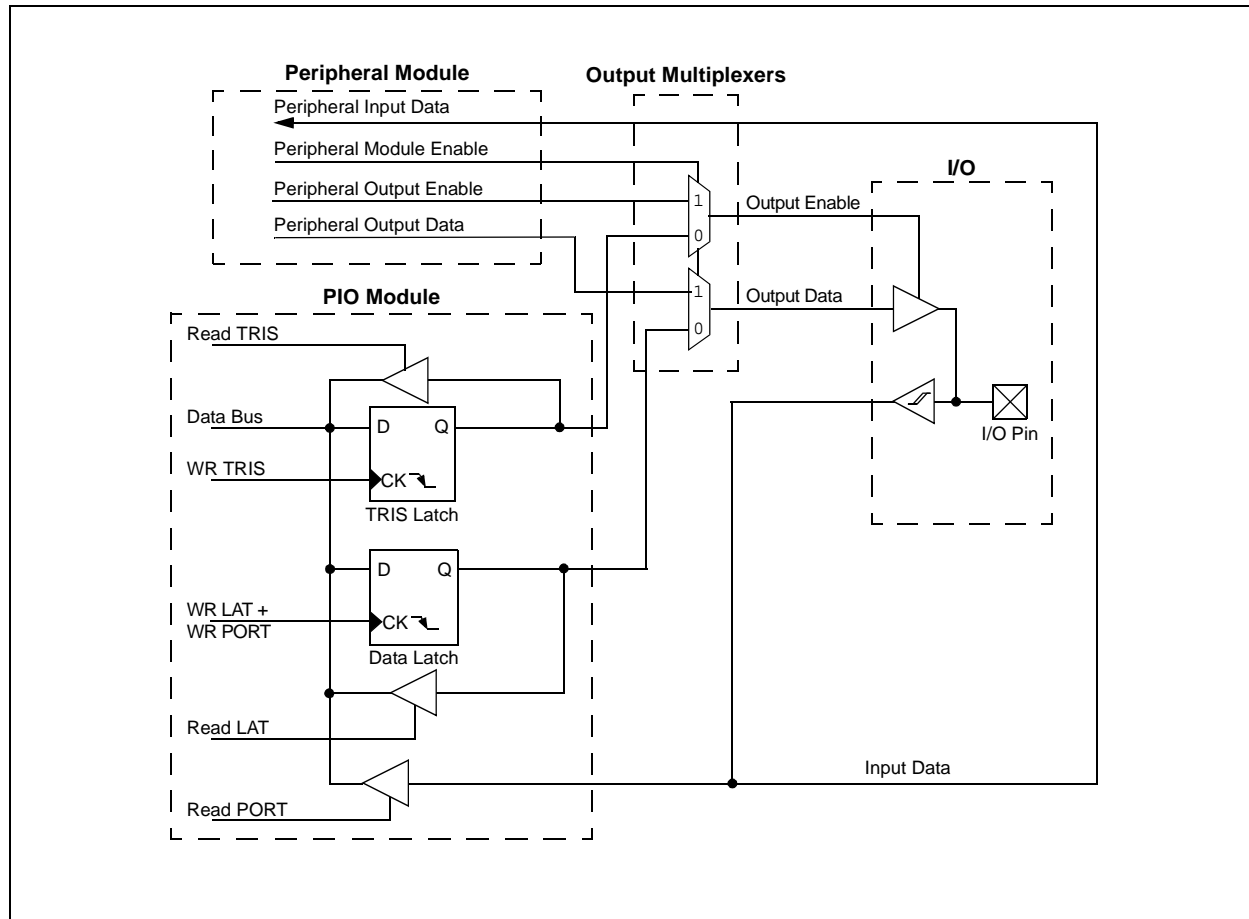 Peripheral Module
Output Multiplexers
Peripheral Input Data
Peripheral Module Enable
Peripheral Output Enable
Peripheral Output Data
1
0
Output Enable
I/O
1
0
Output Data
I/O Pin
PIO Module
Read TRIS
Data Bus
D Q
WR TRIS
CK
TRIS Latch
D Q
WR LAT +
WR PORT
CK
Data Latch
Read LAT
Input Data
Read PORT